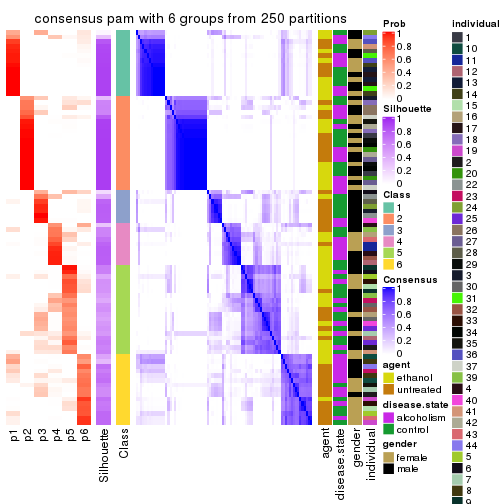 consensus pam with 6 groups from 250 partitions
p1
p2
p3
p4
p5
p6
Silhouette
Class
agent
disease.state
gender
individual
Prob
1
0.8
0.6
0.4
0.2
0
Silhouette
1
0.8
0.6
0.4
0.2
0
Class
1
2
3
4
5
6
Consensus
1
0.8
0.6
0.4
0.2
0
agent
ethanol
untreated
disease.state
alcoholism
control
gender
female
male
individual
1
10
11
12
13
14
15
16
17
18
19
2
20
22
23
24
25
26
27
28
29
3
30
31
32
33
34
35
36
37
39
4
40
41
42
43
44
5
6
7
8
9